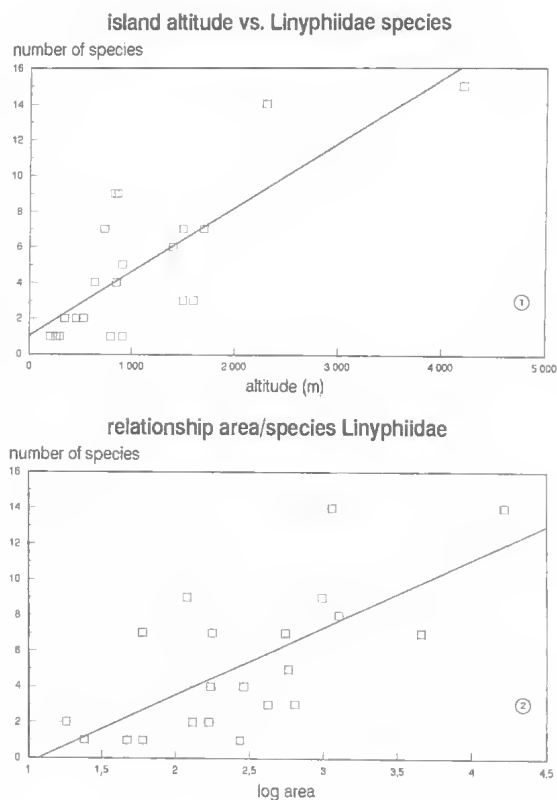 island altitude vs. Linyphiidae species
number of species
16
14
12
10
8
6
4
2
0
0 1 000 2 000 3 000 4 000 5 000
1
altitude (m)
relationship area/species Linyphiidae
number of species
16
14
12
10
8
6
4
2
0
1 1,5 2 2,5 3 3,5 4 4,5
2
log area